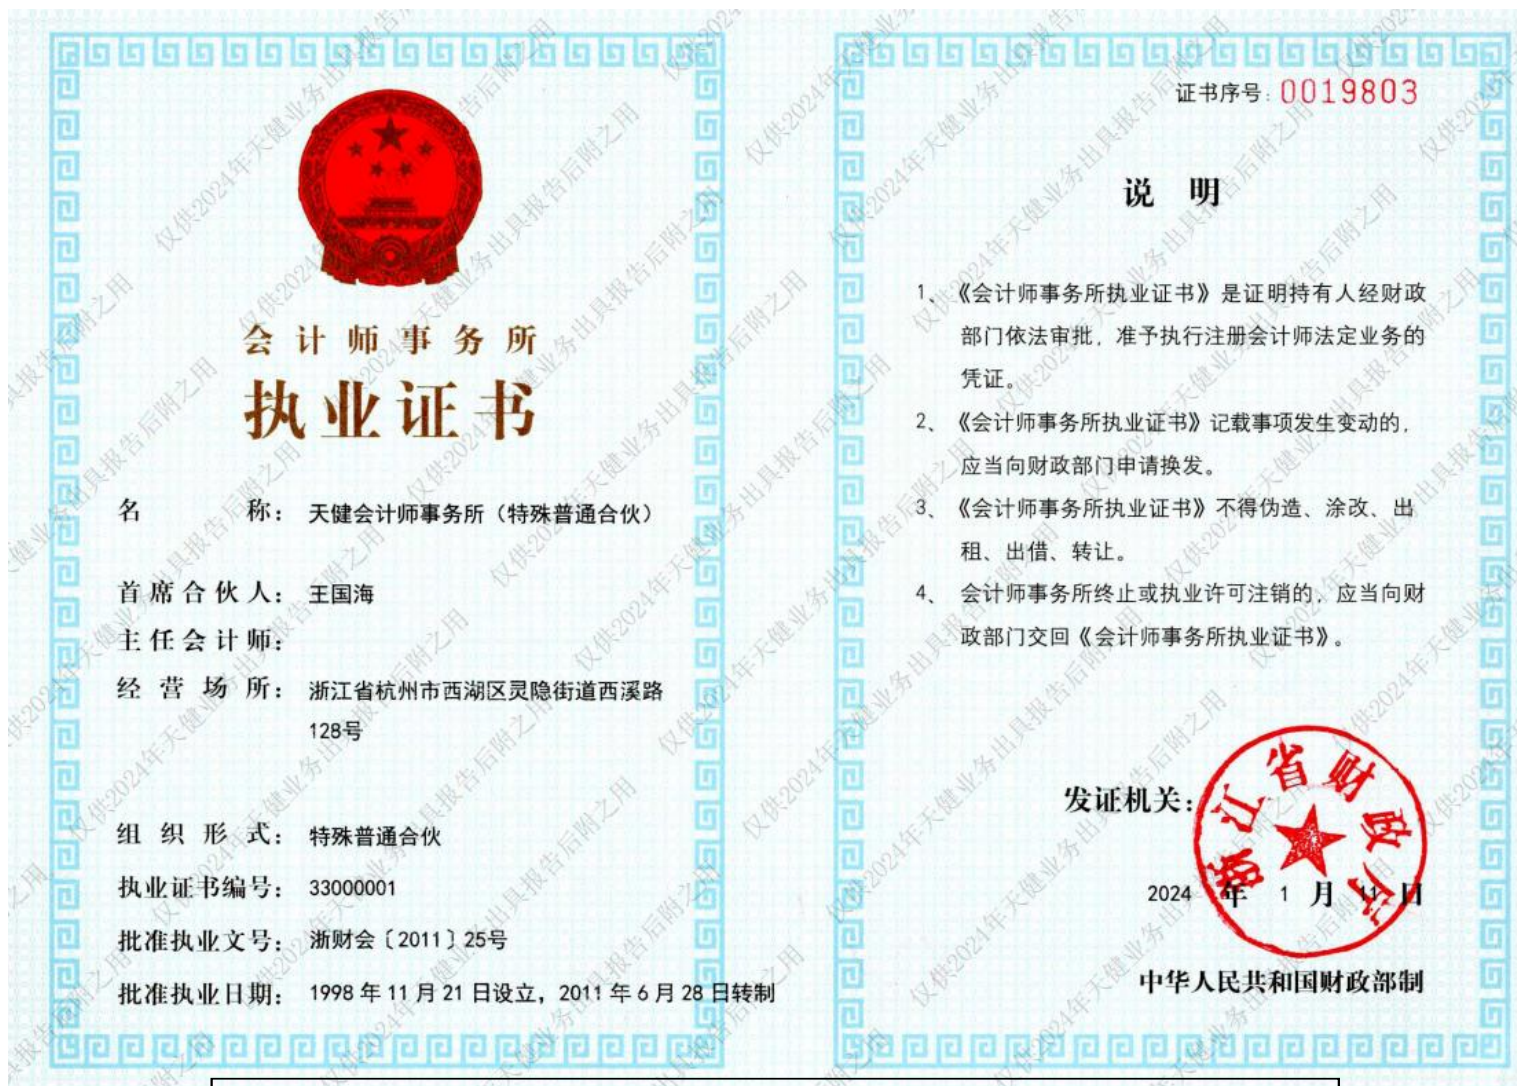 会计师事务所
执业证书
名称：天健会计师事务所（特殊普通合伙）
首席合伙人：王国海
主任会计师：
经营场所：浙江省杭州市西湖区灵隐街道西溪路
128号
组织形式：特殊普通合伙
执业证书编号：33000001
批准执业文号：浙财会〔2011〕25号
批准执业日期：1998年11月21日设立，2011年6月28日转制
证书序号：0019803
说 明
1、《会计师事务所执业证书》是证明持有人经财政
部门依法审批，准予执行注册会计师法定业务的
凭证。
2、《会计师事务所执业证书》记载事项发生变动的，
应当向财政部门申请换发。
3、《会计师事务所执业证书》不得伪造、涂改、出
租、出借、转让。
4、会计师事务所终止或执业许可注销的，应当向财
政部门交回《会计师事务所执业证书》。
发证机关：
浙江省财政厅
2024年1月11日
中华人民共和国财政部制
仅供2024年天健业务出具报告后附之用